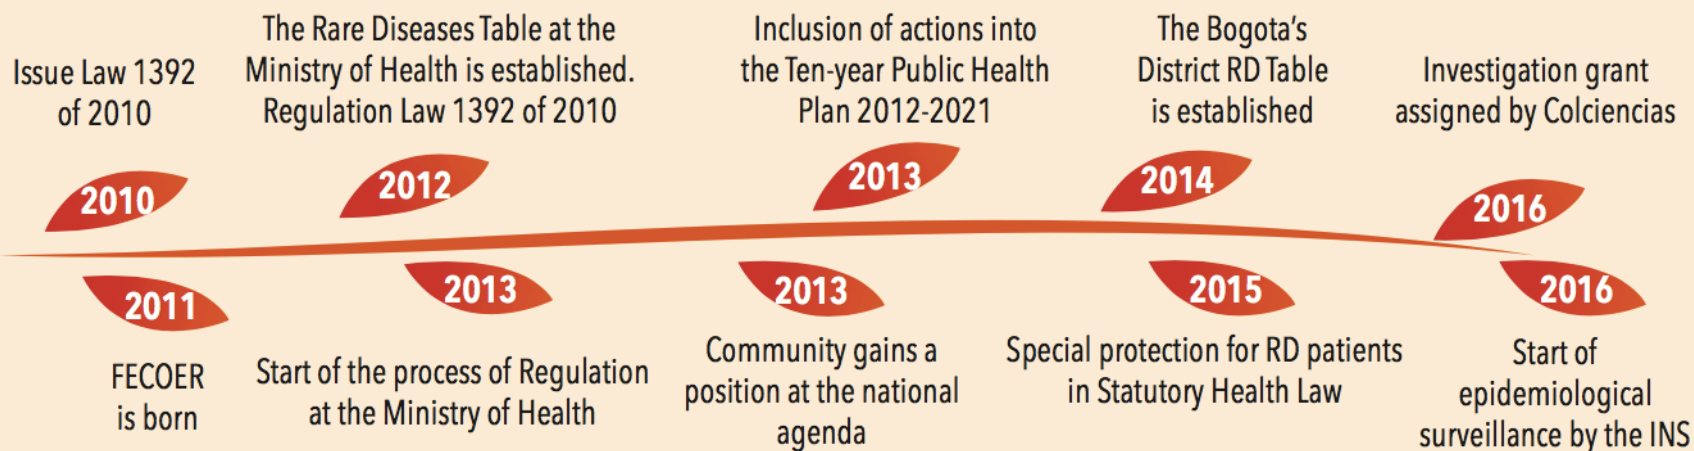 Issue Law 1392
of 2010
2010
The Rare Diseases Table at the
Ministry of Health is established.
Regulation Law 1392 of 2010
2012
Inclusion of actions into
the Ten-year Public Health
Plan 2012-2021
2013
The Bogota's
District RD Table
is established
2014
Investigation grant
assigned by Colciencias
2016
2011
FECOER
is born
2013
Start of the process of Regulation
at the Ministry of Health
2013
Community gains a
position at the national
agenda
2015
Special protection for RD patients
in Statutory Health Law
2016
Start of
epidemiological
surveillance by the INS